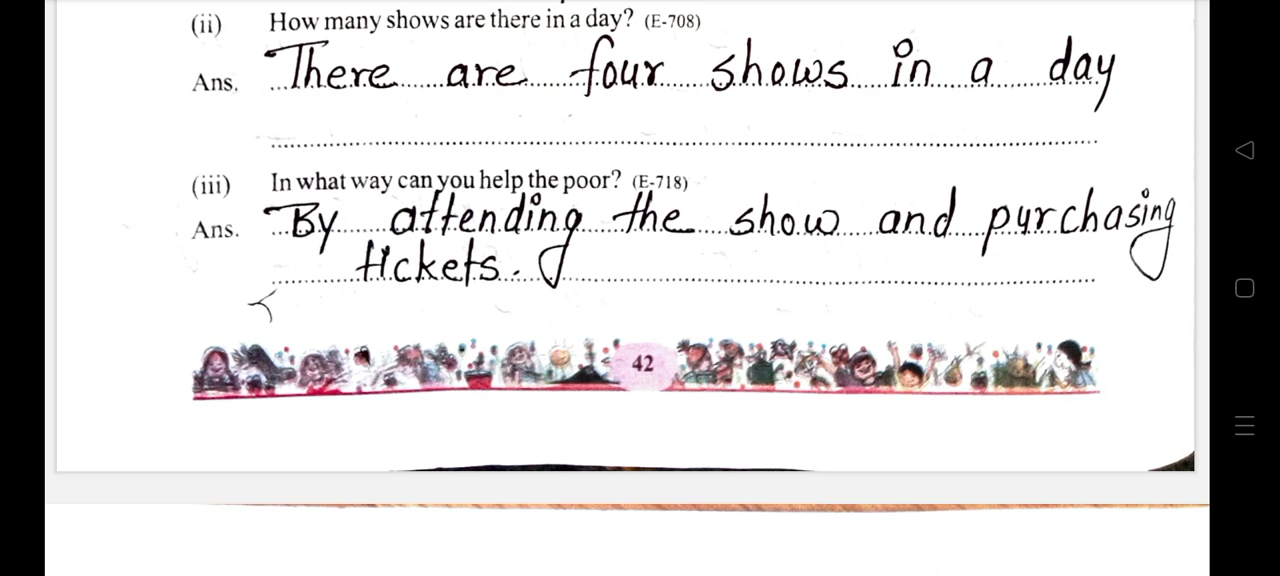 (ii) How many shows are there in a day? (E-708)
Ans. There are four shows in a day
(iii) In what way can you help the poor? (E-718)
Ans. By attending the show and purchasing
tickets.
42